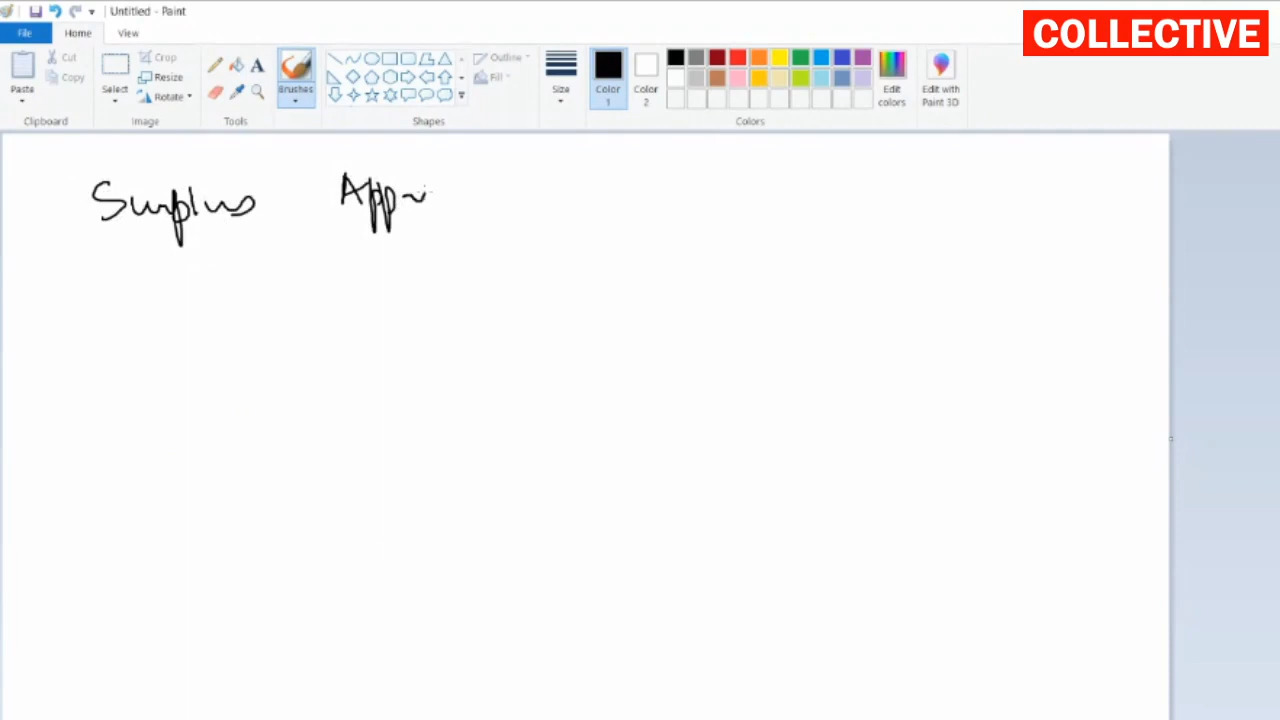 Untitled - Paint
COLLECTIVE
File Home View
Paste Cut Copy Select Crop Resize Rotate Brushes Outline Fill Size Color 1 Color 2 Edit colors Edit with Paint 3D
Clipboard Image Tools Shapes Colors
Surplus App